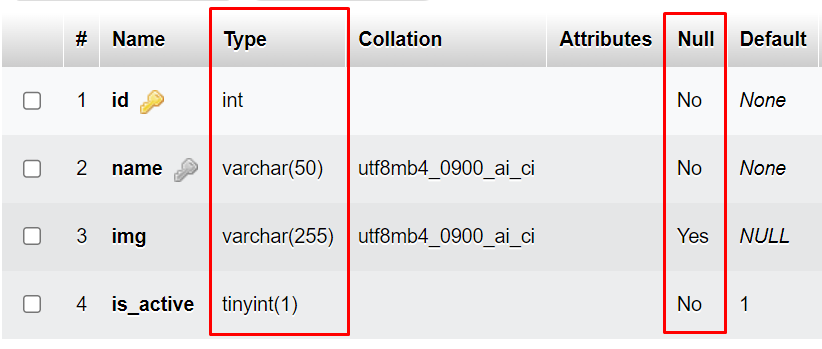 # Name Type Collation Attributes Null Default
1 id int No None
2 name varchar(50) utf8mb4_0900_ai_ci No None
3 img varchar(255) utf8mb4_0900_ai_ci Yes NULL
4 is_active tinyint(1) No 1